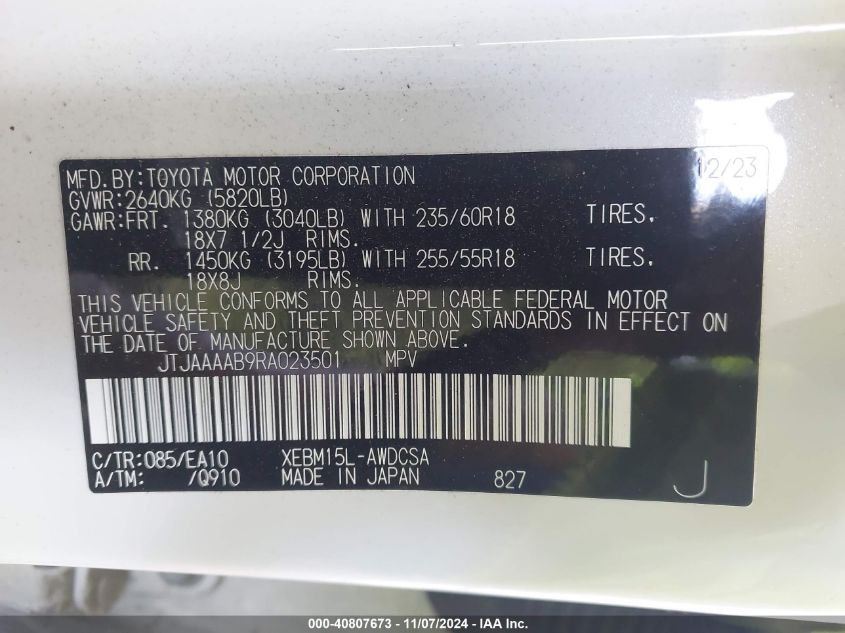 MFD.BY:TOYOTA MOTOR CORPORATION 12/23
GVWR:2640KG (5820LB)
GAWR:FRT. 1380KG (3040LB) WITH 235/60R18 TIRES,
18X7 1/2J RIMS.
RR. 1450KG (3195LB) WITH 255/55R18 TIRES,
18X8J RIMS.
THIS VEHICLE CONFORMS TO ALL APPLICABLE FEDERAL MOTOR
VEHICLE SAFETY AND THEFT PREVENTION STANDARDS IN EFFECT ON
THE DATE OF MANUFACTURE SHOWN ABOVE.
JTJAAAAB9RA023501 MPV
C/TR:085/EA10 XEBM15L-AWDCSA
A/TM: /Q910 MADE IN JAPAN 827 J
000-40807673 - 11/07/2024 - IAA Inc.